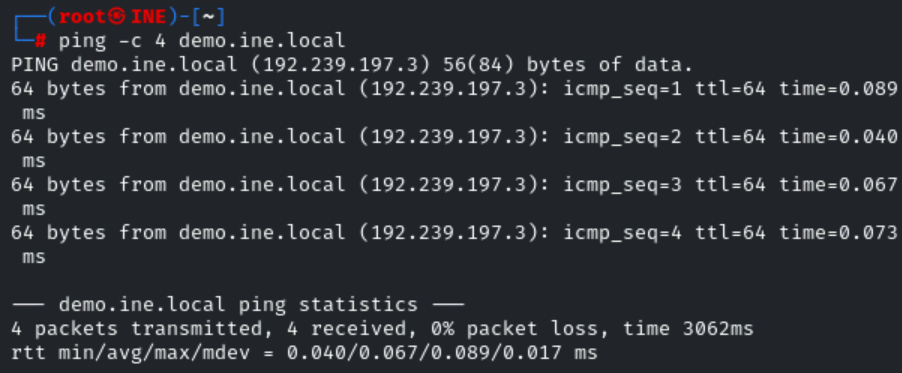 ┌──(root㉿INE)-[~]
└─# ping -c 4 demo.ine.local
PING demo.ine.local (192.239.197.3) 56(84) bytes of data.
64 bytes from demo.ine.local (192.239.197.3): icmp_seq=1 ttl=64 time=0.089
 ms
64 bytes from demo.ine.local (192.239.197.3): icmp_seq=2 ttl=64 time=0.040
 ms
64 bytes from demo.ine.local (192.239.197.3): icmp_seq=3 ttl=64 time=0.067
 ms
64 bytes from demo.ine.local (192.239.197.3): icmp_seq=4 ttl=64 time=0.073
 ms

--- demo.ine.local ping statistics ---
4 packets transmitted, 4 received, 0% packet loss, time 3062ms
rtt min/avg/max/mdev = 0.040/0.067/0.089/0.017 ms